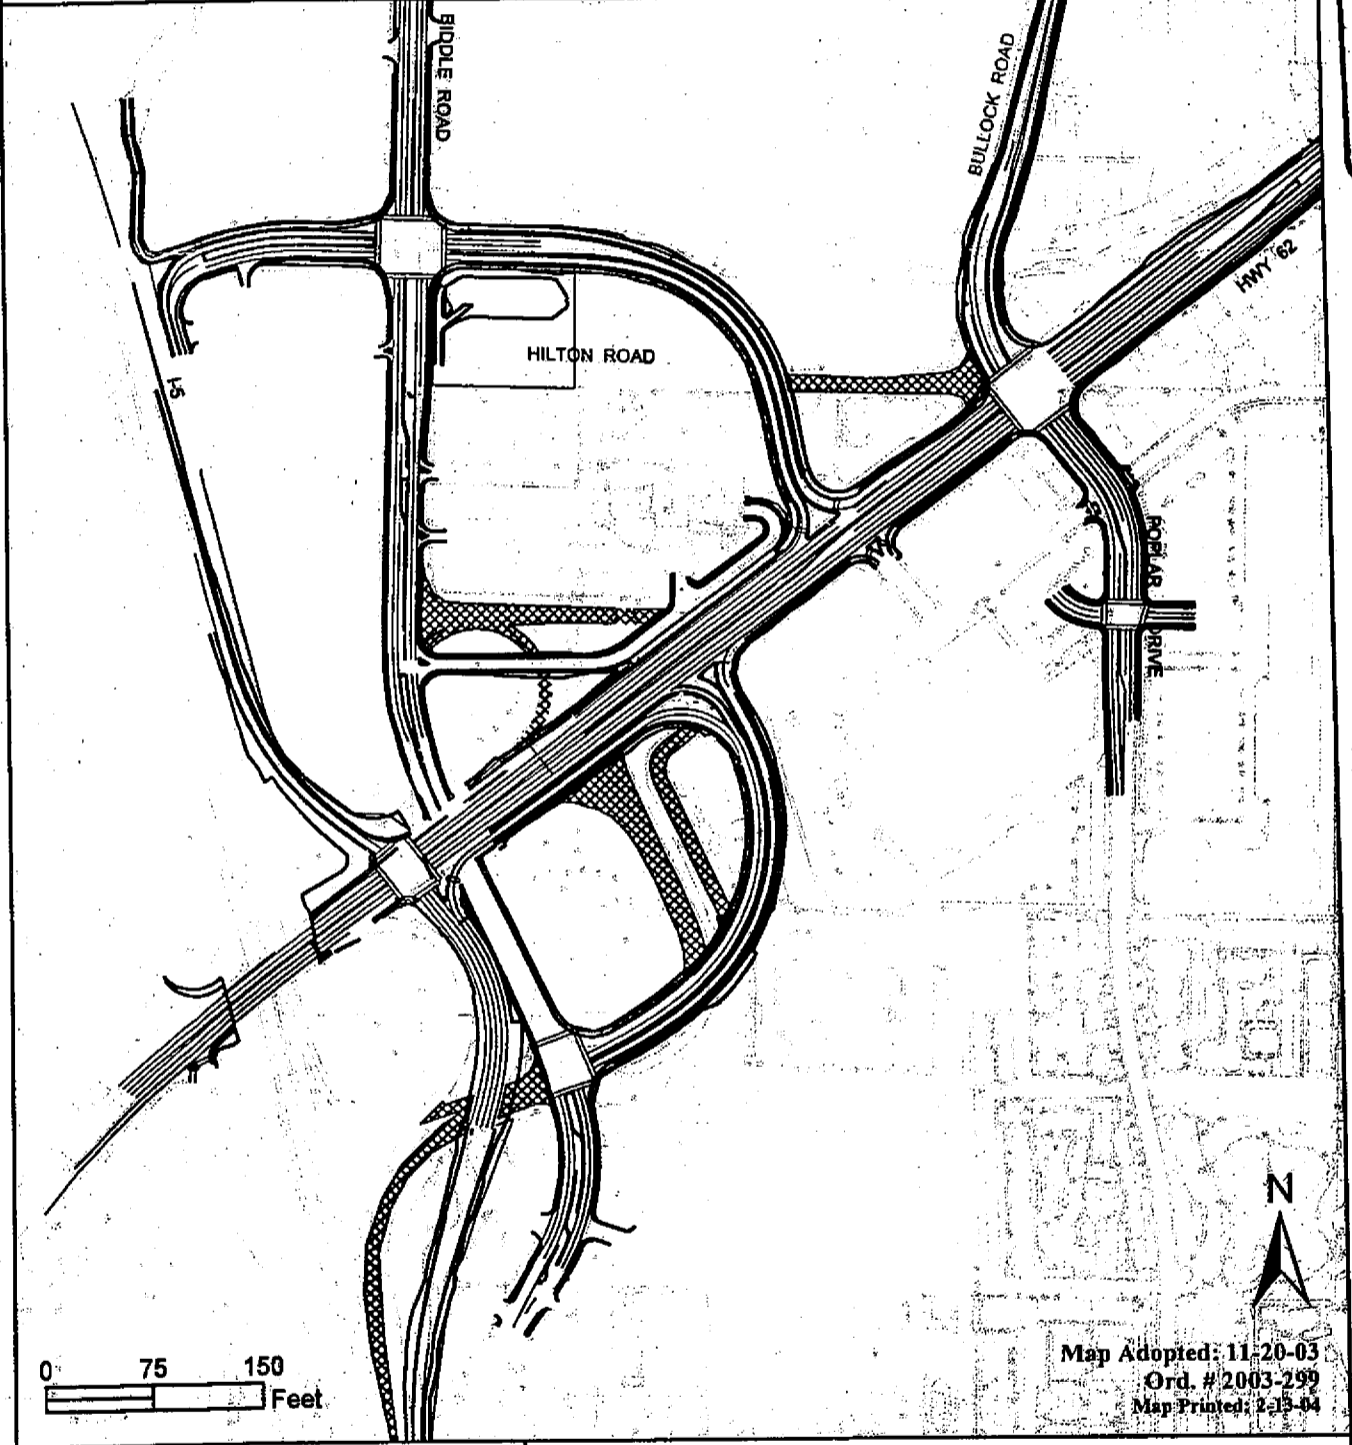 BIDDLE ROAD
BULLOCK ROAD
HWY 62
HILTON ROAD
I-5
POPLAR DRIVE
N
0 75 150
Feet
Map Adopted: 11-20-03
Ord. # 2003-299
Map Printed: 2-13-04